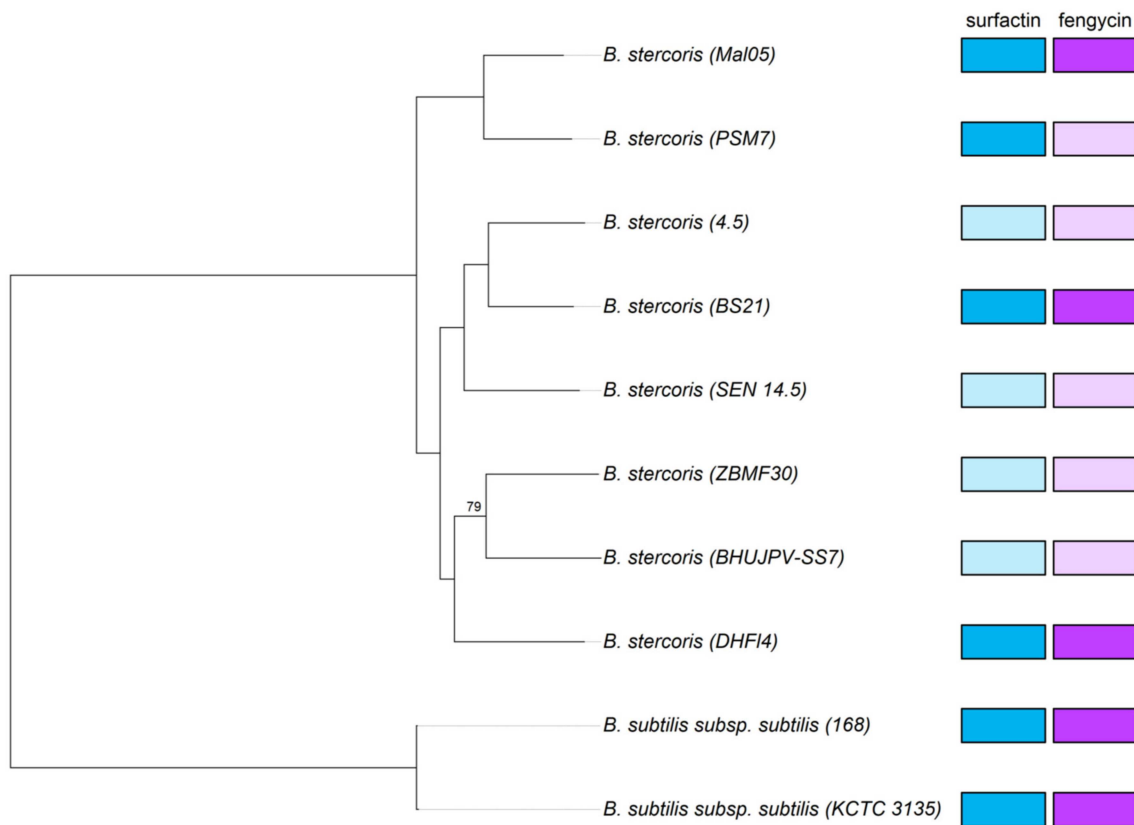 surfactin fengycin
B. stercoris (Mal05)
B. stercoris (PSM7)
B. stercoris (4.5)
B. stercoris (BS21)
B. stercoris (SEN 14.5)
B. stercoris (ZBMF30)
79
B. stercoris (BHUJPV-SS7)
B. stercoris (DHFI4)
B. subtilis subsp. subtilis (168)
B. subtilis subsp. subtilis (KCTC 3135)